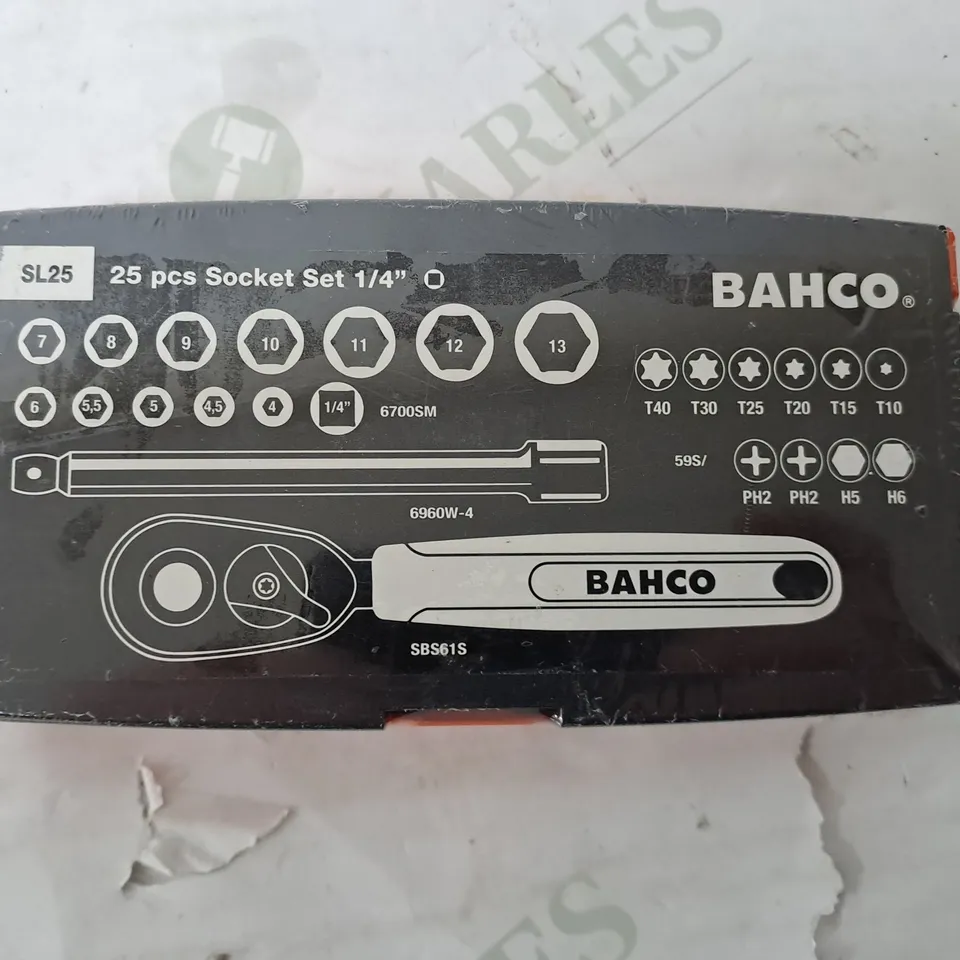 ARLES
SL25 25 pcs Socket Set 1/4"
BAHCO®
7 8 9 10 11 12 13
6 5,5 5 4,5 4 1/4" 6700SM
T40 T30 T25 T20 T15 T10
59S/
PH2 PH2 H5 H6
6960W-4
BAHCO
SBS61S